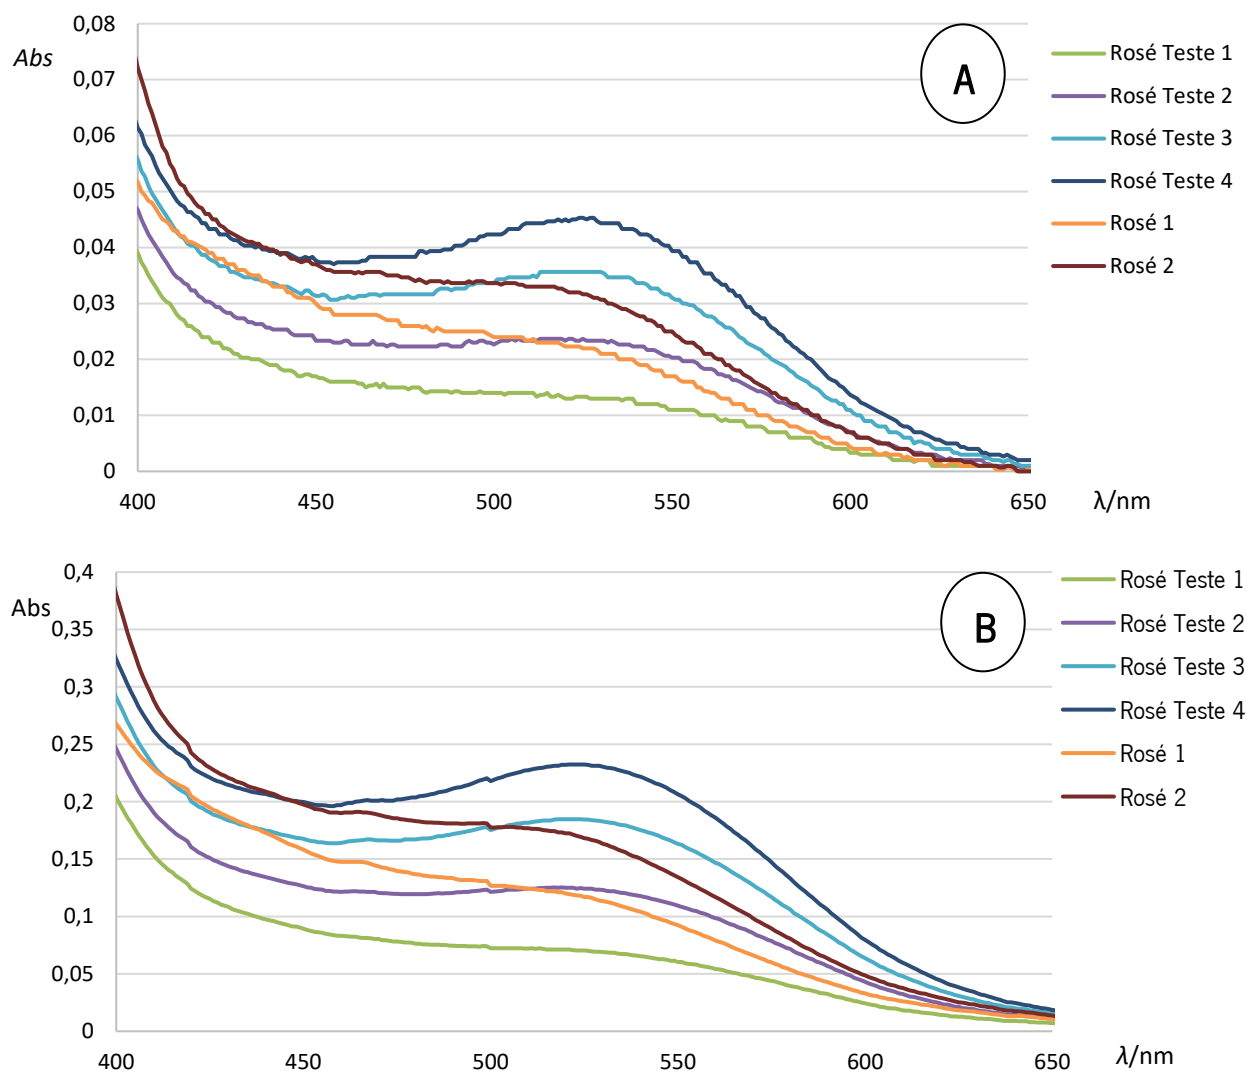 0,08
Abs
0,07
0,06
0,05
0,04
0,03
0,02
0,01
0
400
450
500
550
600
650
λ/nm
A
Rosé Teste 1
Rosé Teste 2
Rosé Teste 3
Rosé Teste 4
Rosé 1
Rosé 2
0,4
Abs
0,35
0,3
0,25
0,2
0,15
0,1
0,05
0
400
450
500
550
600
650
λ/nm
B
Rosé Teste 1
Rosé Teste 2
Rosé Teste 3
Rosé Teste 4
Rosé 1
Rosé 2